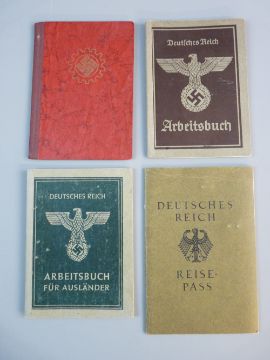 Deutsches Reich
Arbeitsbuch
DEUTSCHES REICH
ARBEITSBUCH
FÜR AUSLÄNDER
DEUTSCHES
REICH
REISE-
PASS